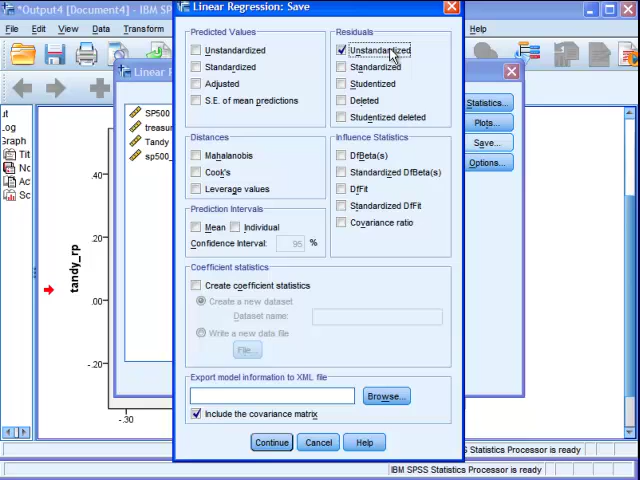 *Output4 [Document4] - IBM SPS
Linear Regression: Save
File
Edit
Data
Transform
Help
Linear R
SP500
treasur
Tandy
sp500_
Log
Graph
Titl
No
Act
Sc
.40
.20
.00
-.20
-.30
tandy_rp
Predicted Values
Unstandardized
Standardized
Adjusted
S.E. of mean predictions
Residuals
Unstandardized
Standardized
Studentized
Deleted
Studentized deleted
Distances
Mahalanobis
Cook's
Leverage values
Influence Statistics
DfBeta(s)
Standardized DfBeta(s)
DfFit
Standardized DfFit
Covariance ratio
Prediction Intervals
Mean Individual
Confidence Interval: 95 %
Coefficient statistics
Create coefficient statistics
Create a new dataset
Dataset name:
Write a new data file
File...
Export model information to XML file
Browse...
Include the covariance matrix
Continue Cancel Help
Statistics...
Plots...
Save...
Options...
Statistics Processor is ready
IBM SPSS Statistics Processor is ready